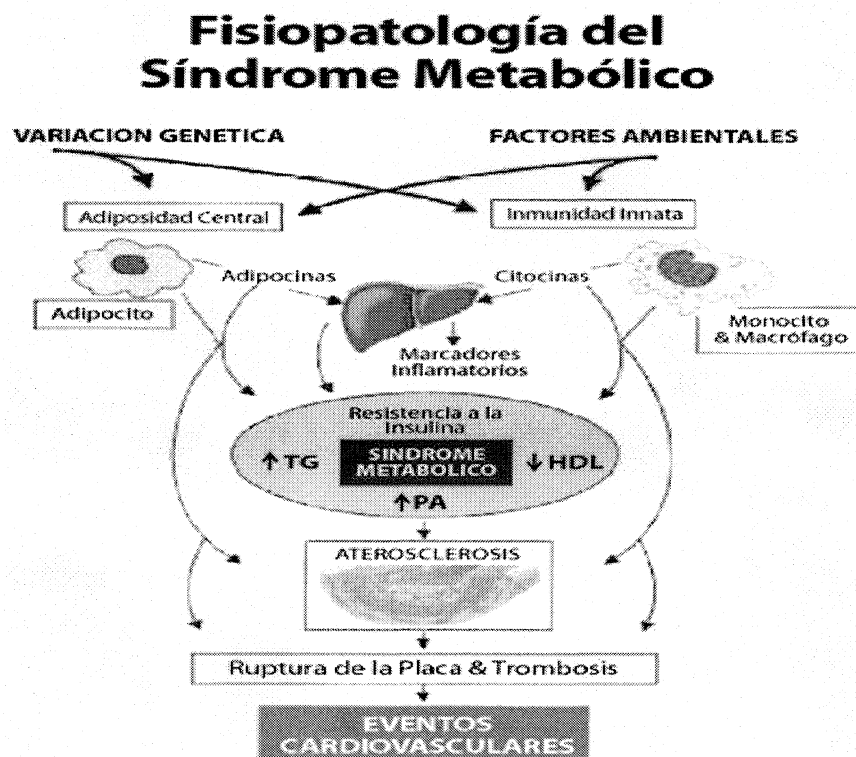 Fisiopatología del
Síndrome Metabólico
VARIACION GENETICA
FACTORES AMBIENTALES
Adiposidad Central
Inmunidad Innata
Adipocinas
Citocinas
Adipocito
Monocito
& Macrófago
Marcadores
Inflamatorios
Resistencia a la
Insulina
↑TG
SINDROME
METABOLICO
↓HDL
↑PA
ATEROSCLEROSIS
Ruptura de la Placa & Trombosis
EVENTOS
CARDIOVASCULARES